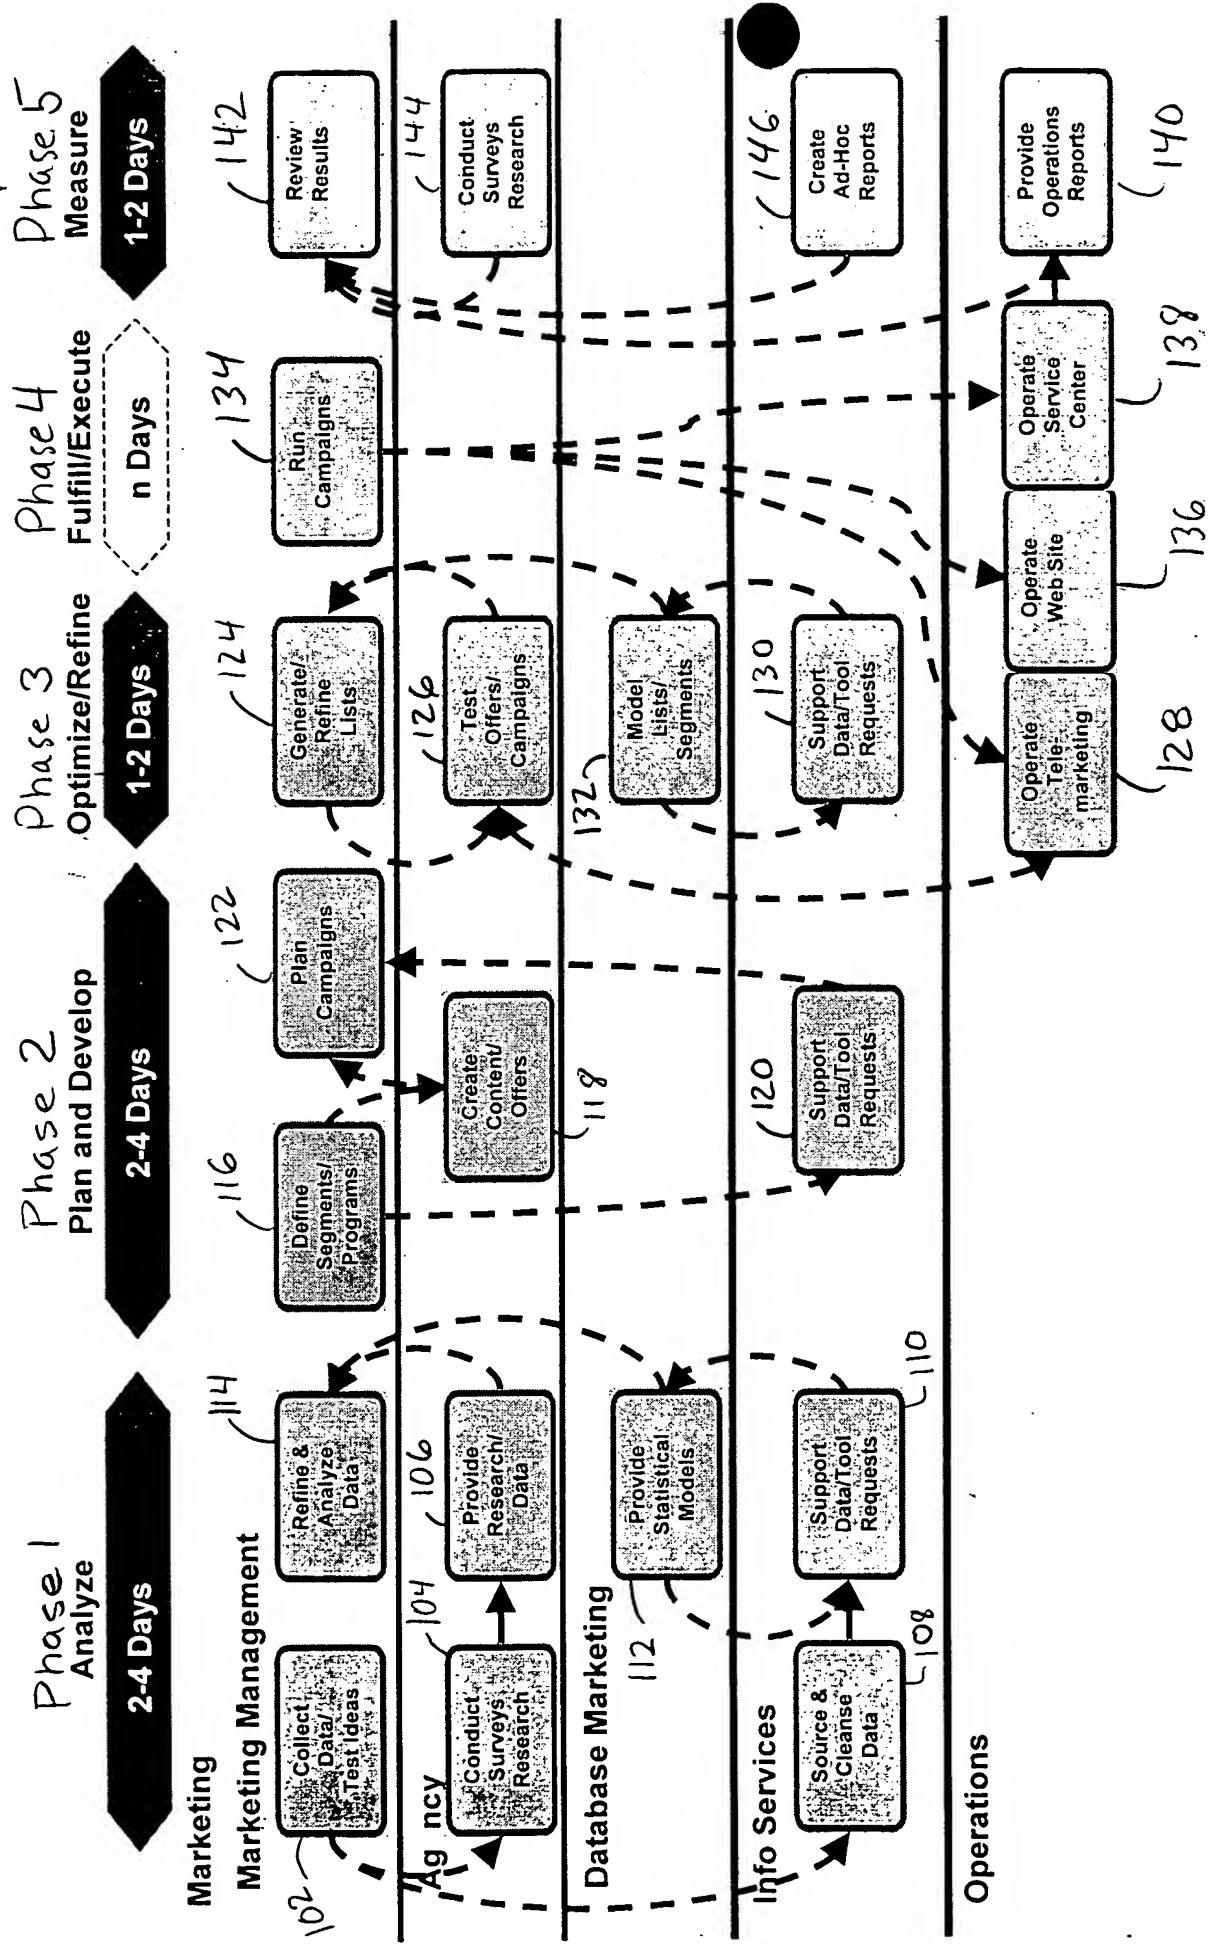 Phase 1
Analyze
2-4 Days
Phase 2
Plan and Develop
2-4 Days
Phase 3
Optimize/Refine
1-2 Days
Phase 4
Fulfill/Execute
n Days
Phase 5
Measure
1-2 Days
Marketing
Marketing Management
102
Collect
Data/
Test Ideas
114
Refine &
Analyze
Data
116
Define
Segments/
Programs
122
Plan
Campaigns
124
Generate/
Refine
Lists
134
Run
Campaigns
142
Review
Results
Ag ncy
104
Conduct
Surveys
Research
106
Provide
Research/
Data
Create
Content/
Offers
118
126
Test
Offers/
Campaigns
144
Conduct
Surveys
Research
Database Marketing
112
Provide
Statistical
Models
132
Model
Lists/
Segments
Info Services
Source &
Cleanse
Data
108
Support
Data/Tool
Requests
110
120
Support
Data/Tool
Requests
130
Support
Data/Tool
Requests
146
Create
Ad-Hoc
Reports
Operations
Operate
Tele-
marketing
128
Operate
Web Site
136
Operate
Service
Center
138
Provide
Operations
Reports
140